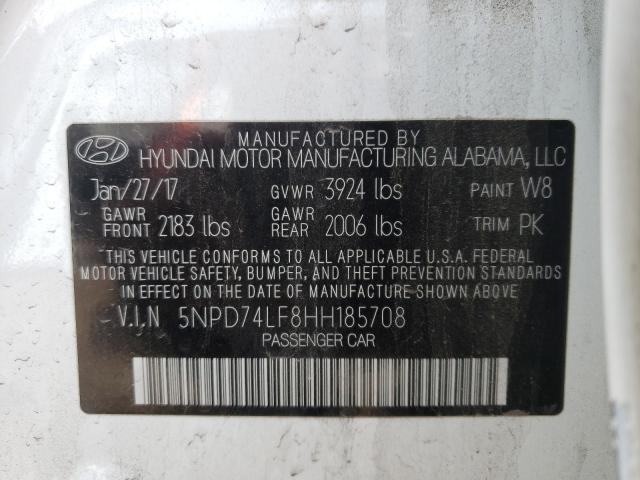 MANUFACTURED BY
HYUNDAI MOTOR MANUFACTURING ALABAMA, LLC
Jan/27/17 GVWR 3924 lbs PAINT W8
GAWR FRONT 2183 lbs GAWR REAR 2006 lbs TRIM PK
THIS VEHICLE CONFORMS TO ALL APPLICABLE U.S.A. FEDERAL
MOTOR VEHICLE SAFETY, BUMPER, AND THEFT PREVENTION STANDARDS
IN EFFECT ON THE DATE OF MANUFACTURE SHOWN ABOVE.
V.I.N 5NPD74LF8HH185708
PASSENGER CAR